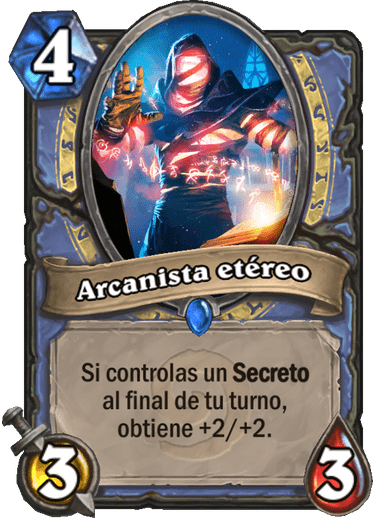 4
Arcanista etéreo
Si controlas un Secreto
al final de tu turno,
obtiene +2/+2.
3
3